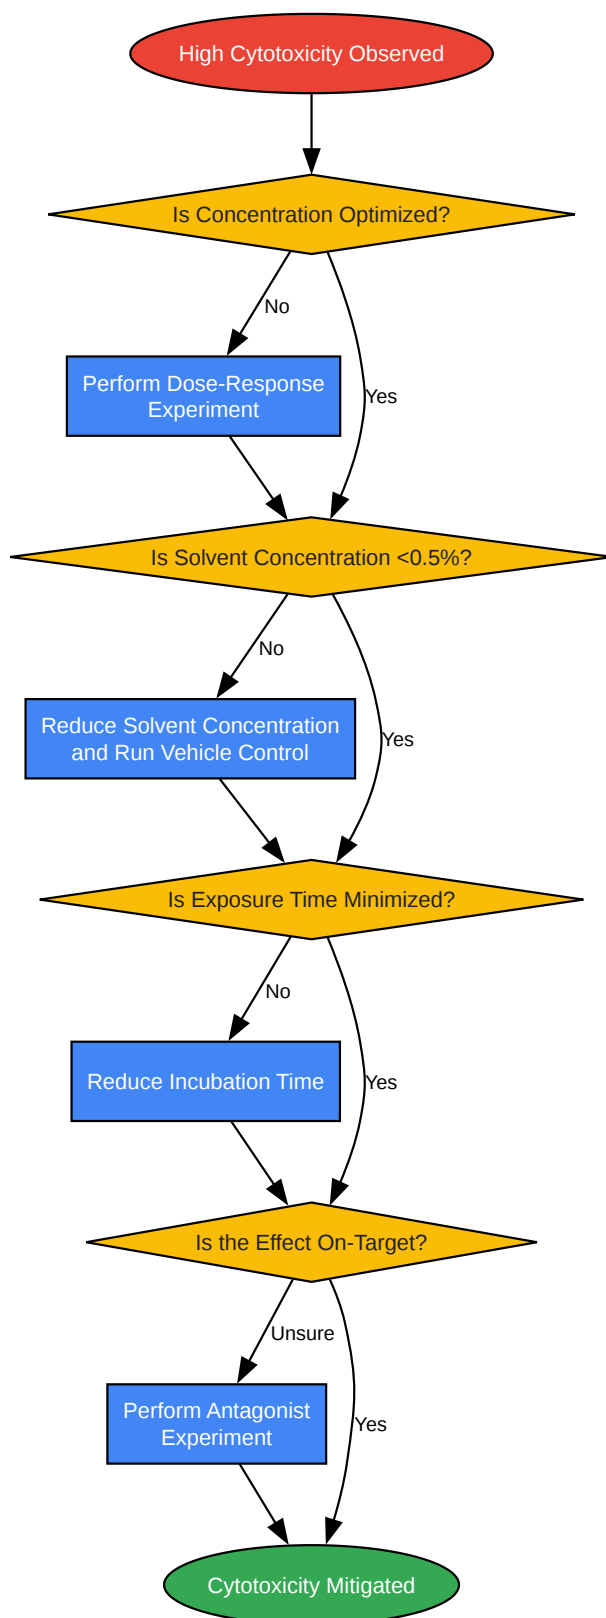 High Cytotoxicity Observed
Is Concentration Optimized?
No
Perform Dose-Response
Experiment
Yes
Is Solvent Concentration <0.5%?
No
Reduce Solvent Concentration
and Run Vehicle Control
Yes
Is Exposure Time Minimized?
No
Reduce Incubation Time
Yes
Is the Effect On-Target?
Unsure
Perform Antagonist
Experiment
Yes
Cytotoxicity Mitigated